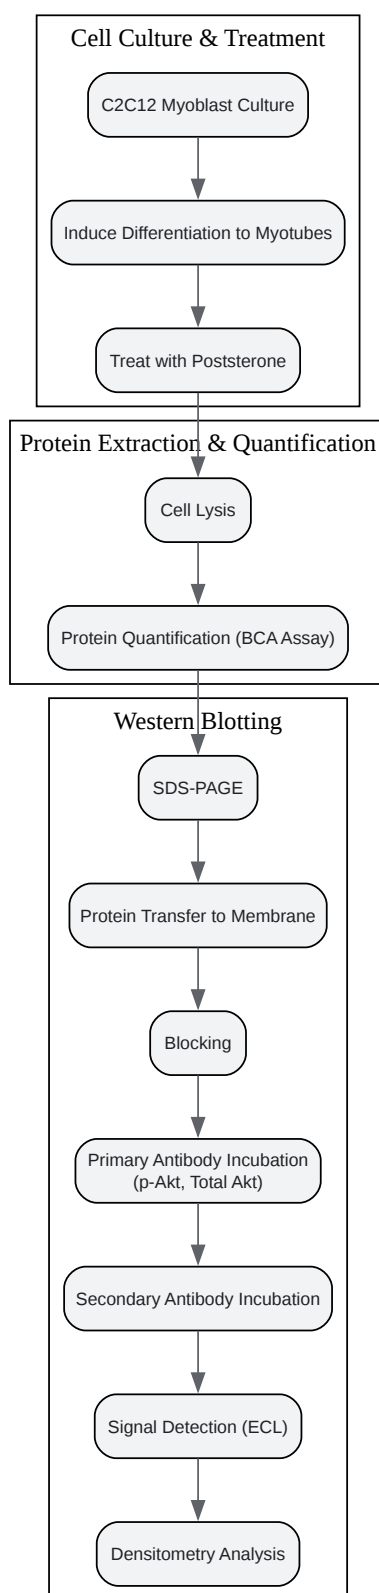 Cell Culture & Treatment
C2C12 Myoblast Culture
Induce Differentiation to Myotubes
Treat with Poststerone
Protein Extraction & Quantification
Cell Lysis
Protein Quantification (BCA Assay)
Western Blotting
SDS-PAGE
Protein Transfer to Membrane
Blocking
Primary Antibody Incubation
(p-Akt, Total Akt)
Secondary Antibody Incubation
Signal Detection (ECL)
Densitometry Analysis